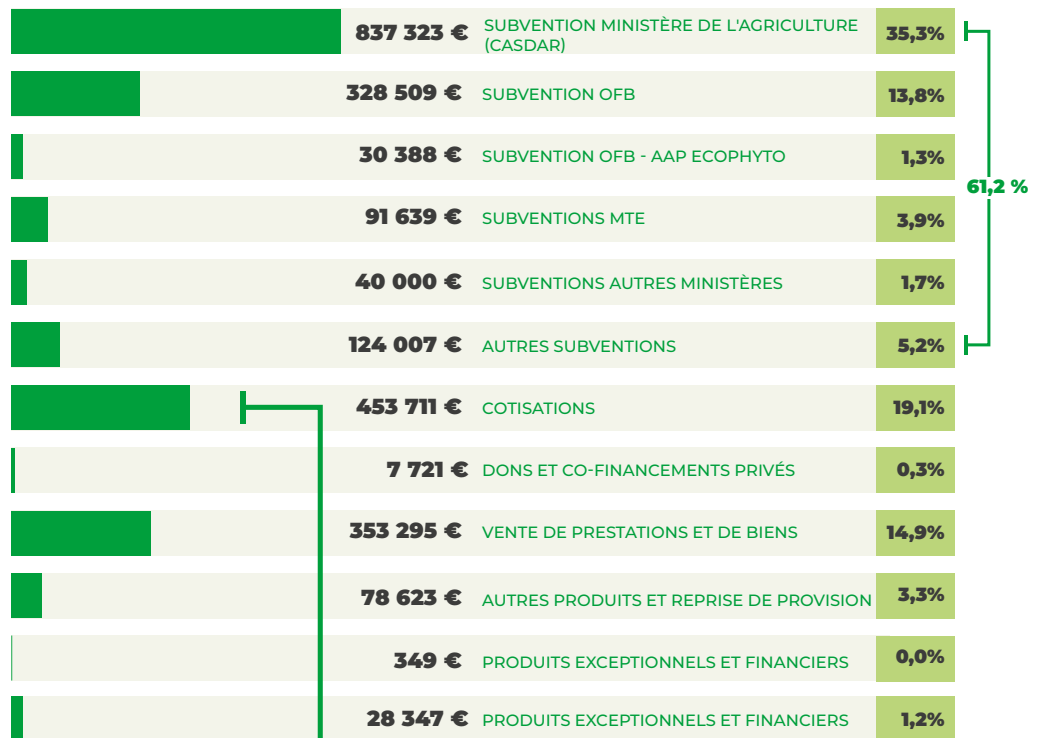 837 323 € SUBVENTION MINISTÈRE DE L'AGRICULTURE
(CASDAR) 35,3%
328 509 € SUBVENTION OFB 13,8%
30 388 € SUBVENTION OFB - AAP ECOPHYTO 1,3%
61,2 %
91 639 € SUBVENTIONS MTE 3,9%
40 000 € SUBVENTIONS AUTRES MINISTÈRES 1,7%
124 007 € AUTRES SUBVENTIONS 5,2%
453 711 € COTISATIONS 19,1%
7 721 € DONS ET CO-FINANCEMENTS PRIVÉS 0,3%
353 295 € VENTE DE PRESTATIONS ET DE BIENS 14,9%
78 623 € AUTRES PRODUITS ET REPRISE DE PROVISION 3,3%
349 € PRODUITS EXCEPTIONNELS ET FINANCIERS 0,0%
28 347 € PRODUITS EXCEPTIONNELS ET FINANCIERS 1,2%